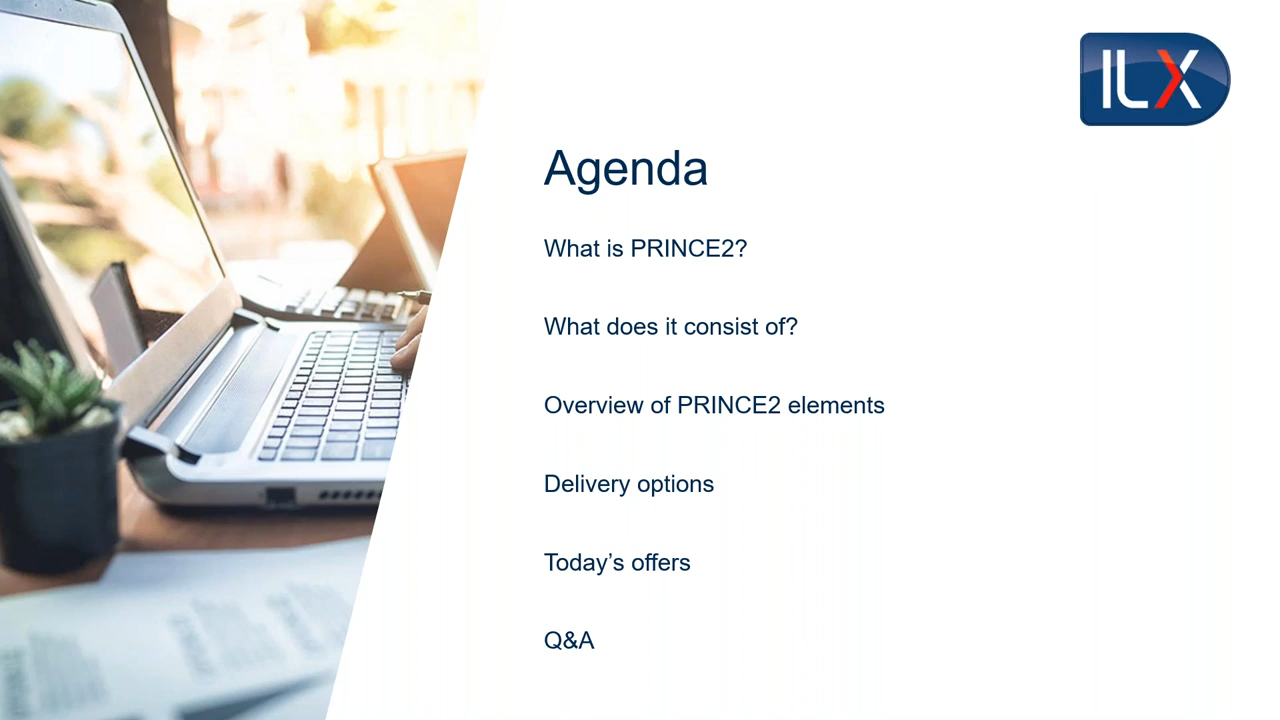 ILX
Agenda
What is PRINCE2?
What does it consist of?
Overview of PRINCE2 elements
Delivery options
Today’s offers
Q&A